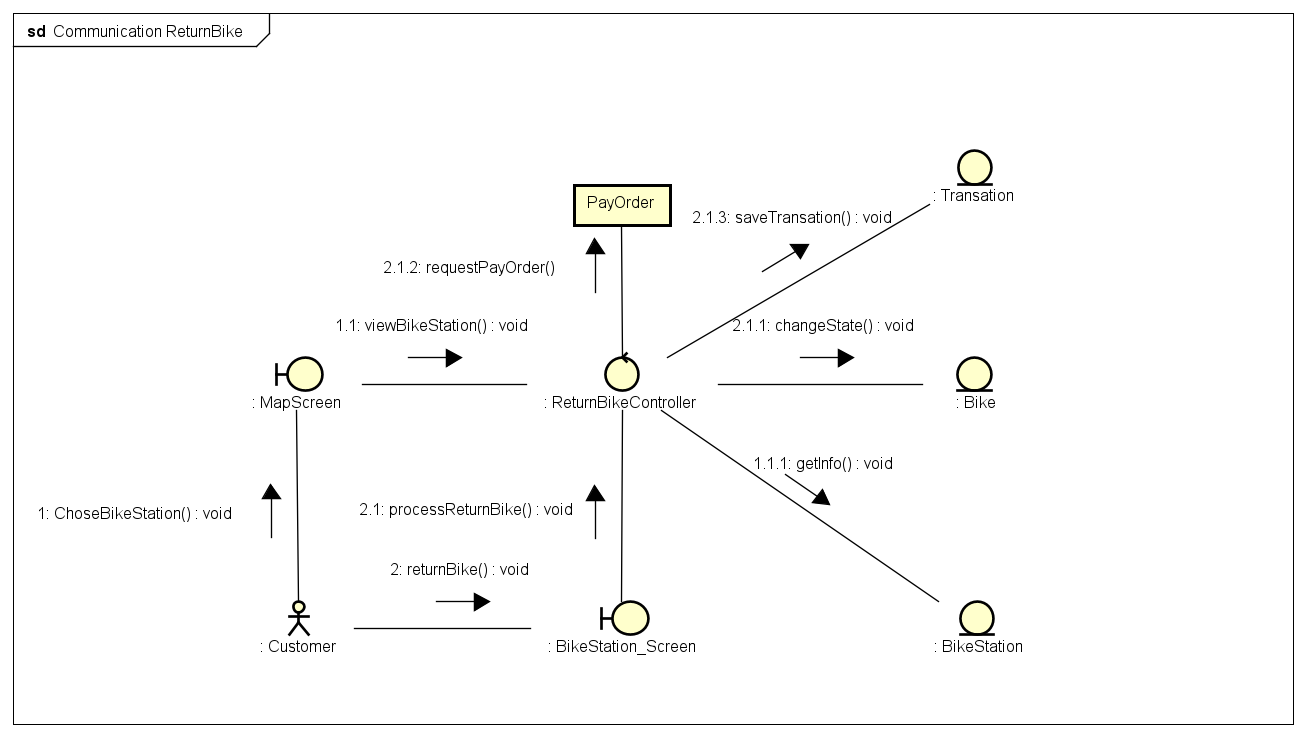 sd Communication ReturnBike
: Transation
PayOrder
2.1.3: saveTransation() : void
2.1.2: requestPayOrder()
1.1: viewBikeStation() : void
2.1.1: changeState() : void
: MapScreen
: ReturnBikeController
: Bike
1.1.1: getInfo() : void
1: ChoseBikeStation() : void
2.1: processReturnBike() : void
2: returnBike() : void
: Customer
: BikeStation_Screen
: BikeStation